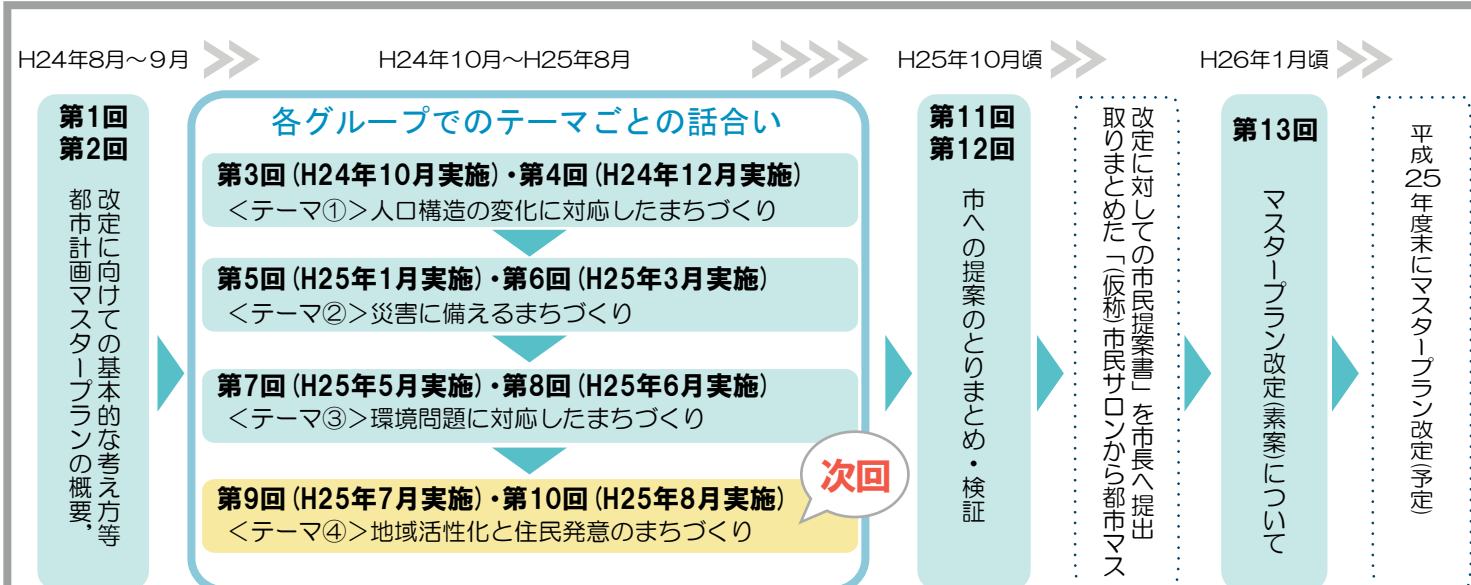 H24年8月～9月
H24年10月～H25年8月
H25年10月頃
H26年1月頃
第1回
第2回
都市計画マスタープランの概要,
改定に向けての基本的な考え方等
各グループでのテーマごとの話合い
第3回(H24年10月実施)・第4回(H24年12月実施)
＜テーマ①＞人口構造の変化に対応したまちづくり
第5回(H25年1月実施)・第6回(H25年3月実施)
＜テーマ②＞災害に備えるまちづくり
第7回(H25年5月実施)・第8回(H25年6月実施)
＜テーマ③＞環境問題に対応したまちづくり
次回
第9回(H25年7月実施)・第10回(H25年8月実施)
＜テーマ④＞地域活性化と住民発意のまちづくり
第11回
第12回
市への提案のとりまとめ・検証
取りまとめた「(仮称)市民サロンから都市マス
改定に対しての市民提案書」を市長へ提出
第13回
マスタープラン改定(素案)について
平成25年度末にマスタープラン改定(予定)